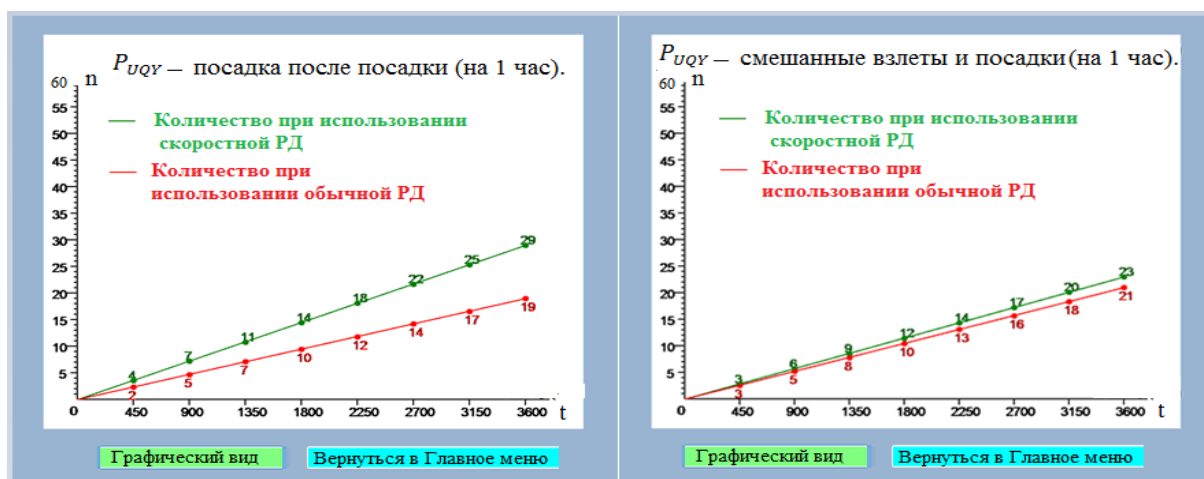 P_UQY — посадка после посадки (на 1 час).
60 n
Количество при использовании
скоростной РД
Количество при
использовании обычной РД
55
50
45
40
35
30
25
20
15
10
5
4 7 11 14 18 22 25 29
2 5 7 10 12 14 17 19
0 450 900 1350 1800 2250 2700 3150 3600 t
Графический вид
Вернуться в Главное меню
P_UQY — смешанные взлеты и посадки(на 1 час).
60 n
Количество при использовании
скоростной РД
Количество при
использовании обычной РД
55
50
45
40
35
30
25
20
15
10
5
3 6 9 12 14 17 20 23
3 5 8 10 13 16 18 21
0 450 900 1350 1800 2250 2700 3150 3600 t
Графический вид
Вернуться в Главное меню